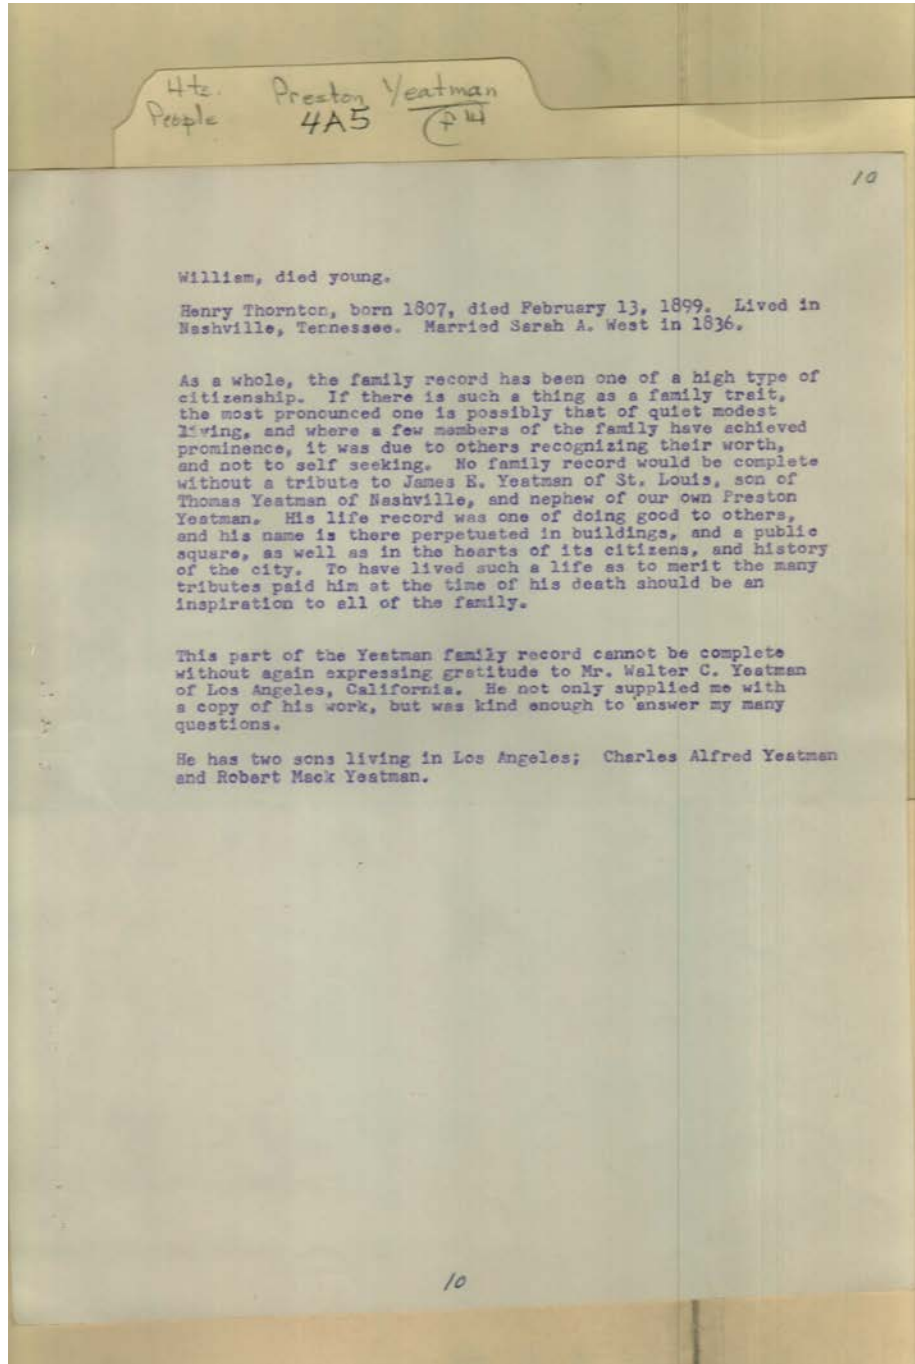 4tz. Preston Yeatman
People 4A5 P 14
10
William, died young.
Henry Thornton, born 1807, died February 13, 1899. Lived in
Nashville, Tennessee. Married Sarah A. West in 1836.
As a whole, the family record has been one of a high type of
citizenship. If there is such a thing as a family trait,
the most pronounced one is possibly that of quiet modest
living, and where a few members of the family have achieved
prominence, it was due to others recognizing their worth,
and not to self seeking. No family record would be complete
without a tribute to James E. Yeatman of St. Louis, son of
Thomas Yeatman of Nashville, and nephew of our own Preston
Yeatman. His life record was one of doing good to others,
and his name is there perpetuated in buildings, and a public
square, as well as in the hearts of its citizens, and history
of the city. To have lived such a life as to merit the many
tributes paid him at the time of his death should be an
inspiration to all of the family.
This part of the Yeatman family record cannot be complete
without again expressing gratitude to Mr. Walter C. Yeatman
of Los Angeles, California. He not only supplied me with
a copy of his work, but was kind enough to answer my many
questions.
He has two sons living in Los Angeles; Charles Alfred Yeatman
and Robert Mack Yeatman.
10